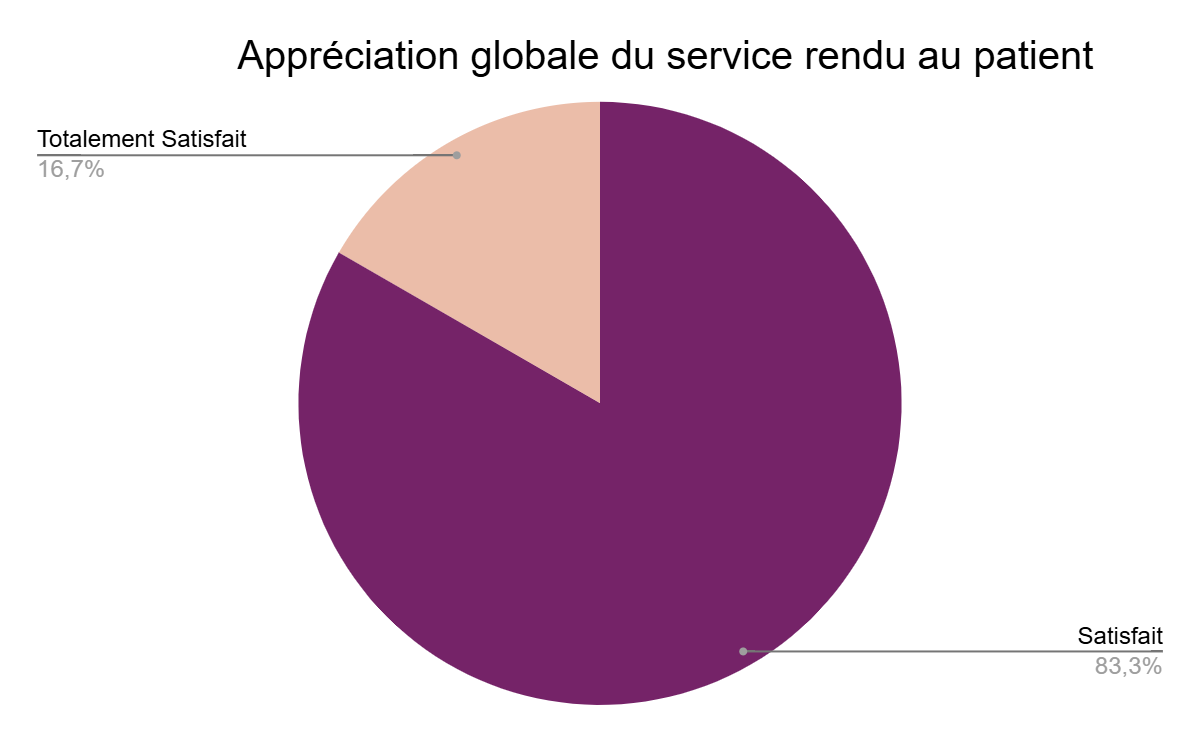 Appréciation globale du service rendu au patient
Totalement Satisfait
16,7%
Satisfait
83,3%